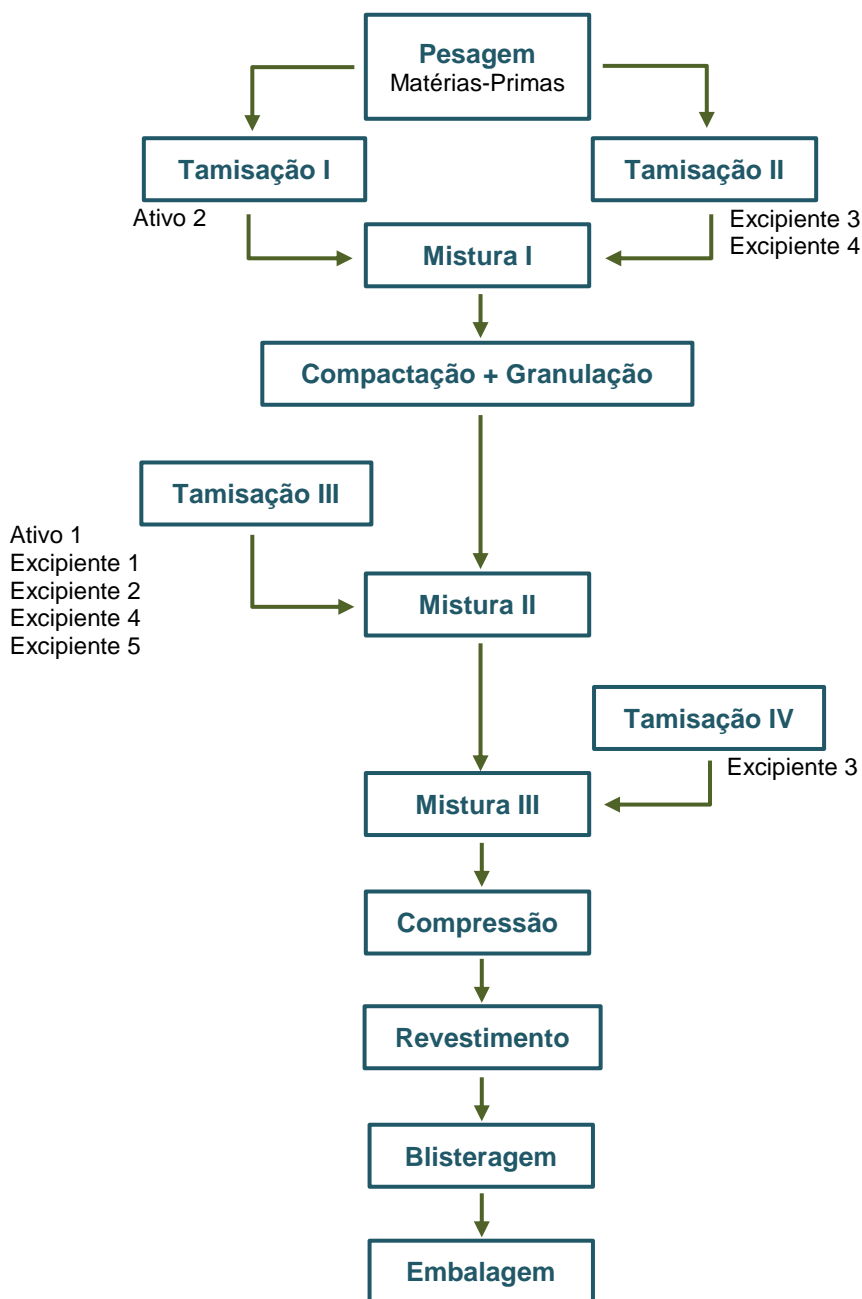 Pesagem
Matérias-Primas
Tamisação I
Tamisação II
Ativo 2
Excipiente 3
Excipiente 4
Mistura I
Compactação + Granulação
Tamisação III
Ativo 1
Excipiente 1
Excipiente 2
Excipiente 4
Excipiente 5
Mistura II
Tamisação IV
Excipiente 3
Mistura III
Compressão
Revestimento
Blisteragem
Embalagem